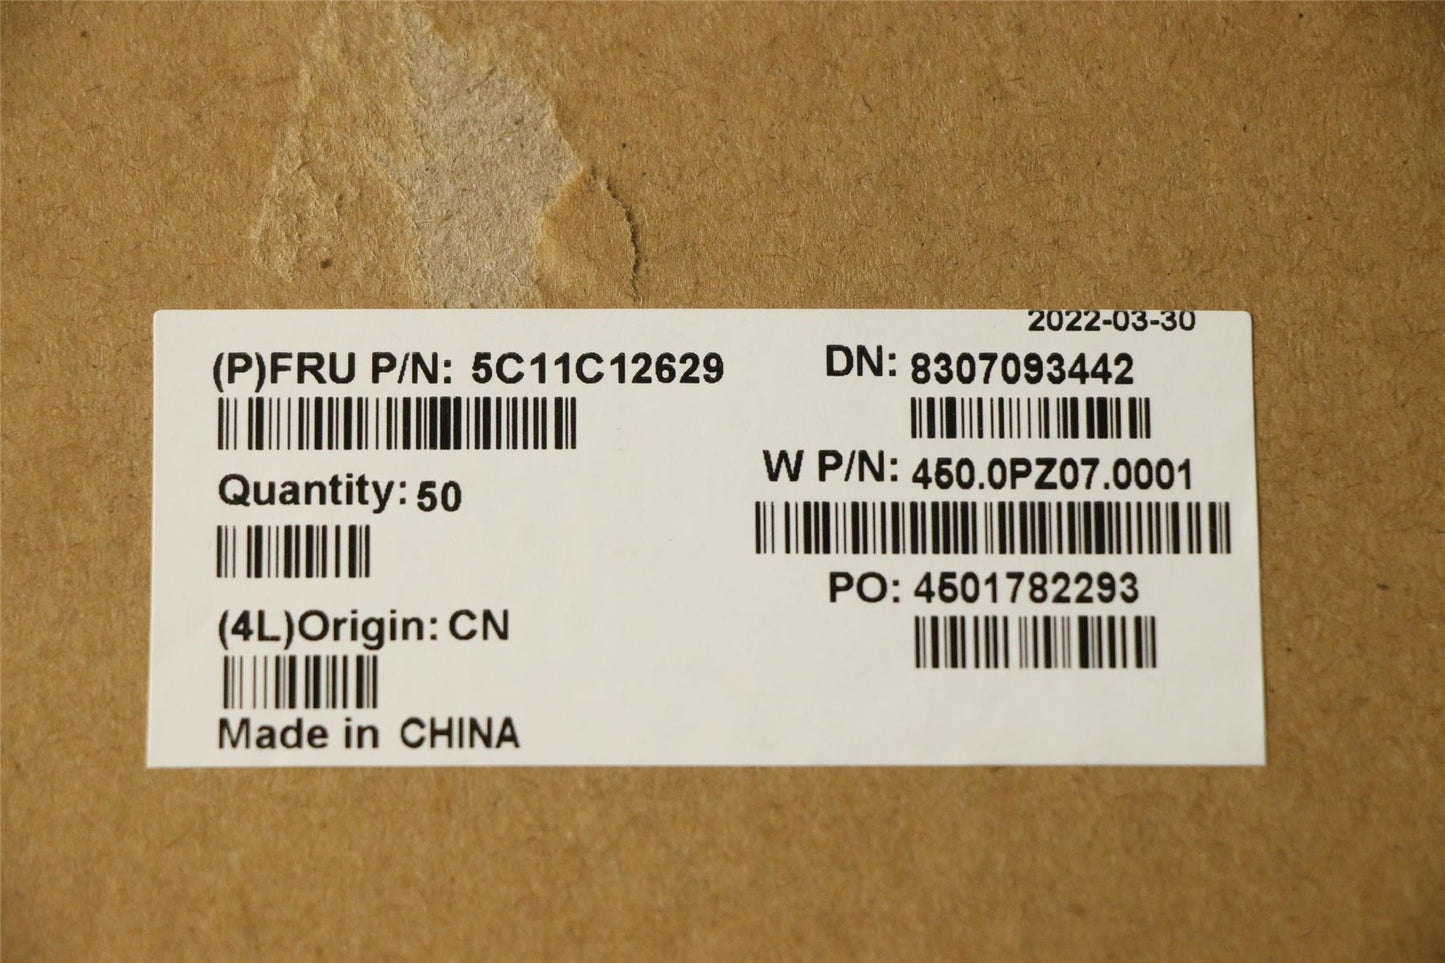 2022-03-30
(P)FRU P/N: 5C11C12629
DN: 8307093442
W P/N: 450.0PZ07.0001
Quantity: 50
PO: 4501782293
(4L)Origin: CN
Made in CHINA